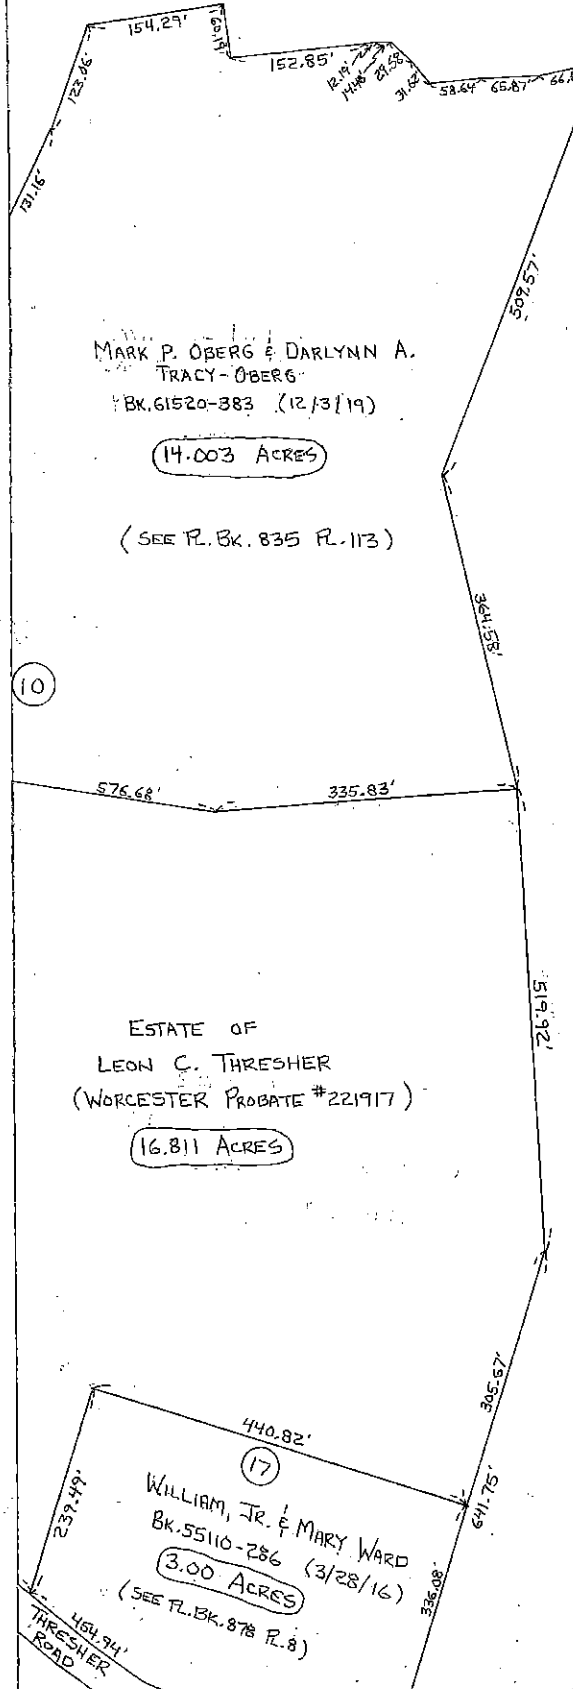 154.29'
60.19'
152.85'
12.19'
14.48'
29.58'
31.62'
58.64' 65.87' 66.
123.06'
131.16'
509.57'
MARK P. OBERG & DARLYNN A.
TRACY-OBERG
BK.61520-383 (12/3/19)
14.003 ACRES
(SEE PL.BK. 835 PL.113)
364.58'
10
576.68'
335.83'
519.92'
ESTATE OF
LEON C. THRESHER
(WORCESTER PROBATE #221917)
16.811 ACRES
305.67'
440.82'
17
641.75'
239.49'
WILLIAM, JR. & MARY WARD
BK.55110-286 (3/28/16)
3.00 ACRES
(SEE PL.BK.878 PL.8)
336.08'
464.94'
THRESHER
ROAD